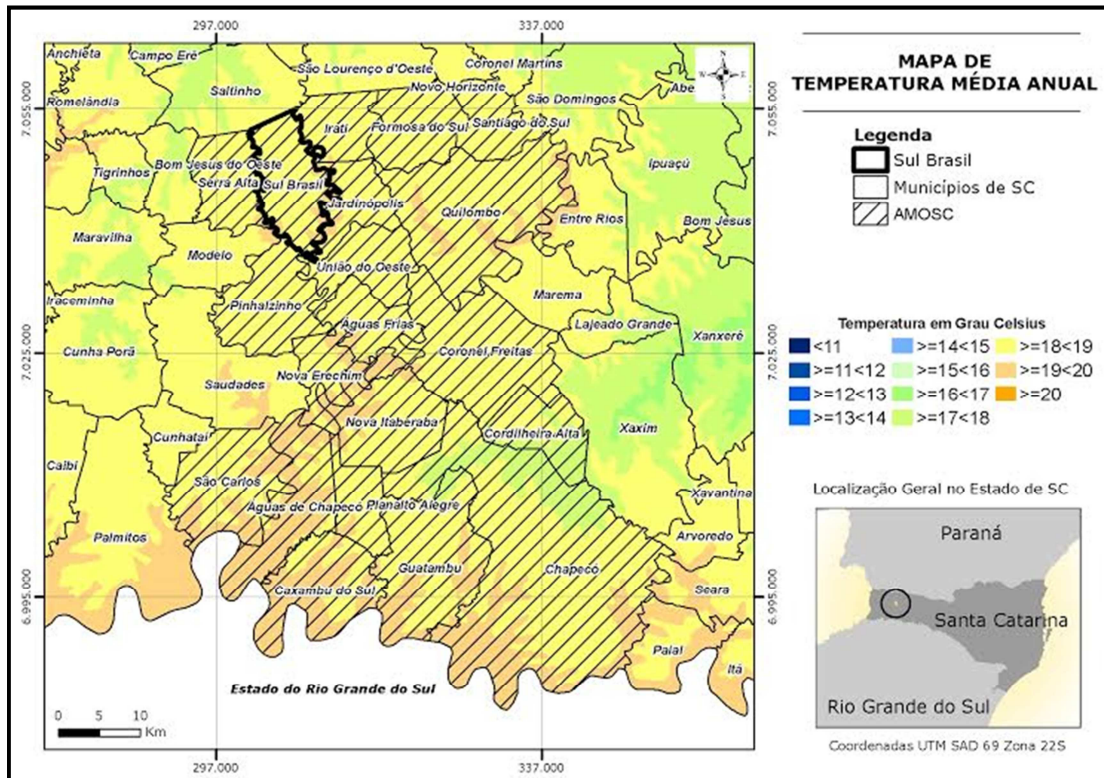 297.000
337.000
MAPA DE
TEMPERATURA MÉDIA ANUAL
Legenda
Sul Brasil
Municípios de SC
AMOSC
Temperatura em Grau Celsius
<11
>=14<15
>=18<19
>=11<12
>=15<16
>=19<20
>=12<13
>=16<17
>=20
>=13<14
>=17<18
Localização Geral no Estado de SC
Paraná
Santa Catarina
Rio Grande do Sul
Coordenadas UTM SAD 69 Zona 22S
7.055.000
7.025.000
6.995.000
7.055.000
7.025.000
6.995.000
Anchieta
Campo Erê
São Lourenço d'Oeste
Coronel Martins
Saltinho
Novo Horizonte
São Domingos
Abe
Romelândia
Irati
Formosa do Sul
Santiago do Sul
Tigrinhos
Bom Jesus do Oeste
Serra Alta
Sul Brasil
Jardinópolis
Quilombo
Entre Rios
Ipuaçú
Bom Jesus
Maravilha
Modelo
União do Oeste
Iraceminha
Pinhalzinho
Marema
Águas Frias
Lajeado Grande
Xanxerê
Cunha Porã
Coronel Freitas
Saudades
Nova Erechim
Nova Itaberaba
Cordilheira Alta
Xaxim
Cunhataí
Caibi
São Carlos
Xavantina
Águas de Chapecó
Planalto Alegre
Palmitos
Arvoredo
Guatambu
Chapecó
Caxambu do Sul
Seara
Paial
Itá
Estado do Rio Grande do Sul
0 5 10
Km
N
297.000
337.000